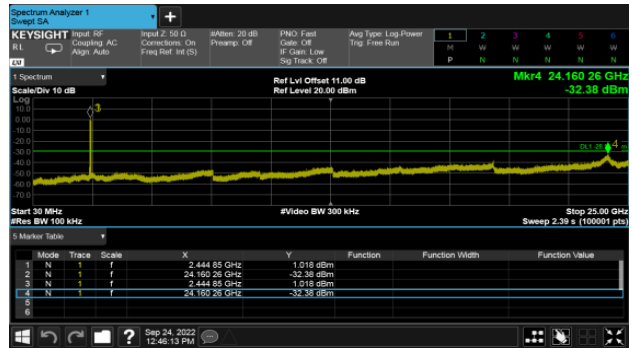 Spectrum Analyzer 1
Swept SA
+
KEYSIGHT Input: RF Input Z: 50 Ω #Atten: 20 dB PNO: Fast Avg Type: Log-Power 1 2 3 4 5 6
RL Coupling: AC Corrections: On Preamp: Off Gate: Off Trig: Free Run M W W W W W
Align: Auto Freq Ref: Int (S) IF Gain: Low P N N N N N
LXI Sig Track: Off
1 Spectrum Ref Lvl Offset 11.00 dB Mkr4 24.160 26 GHz
Scale/Div 10 dB Ref Level 20.00 dBm -32.38 dBm
Log
10.0 3
0.00
-10.0
-20.0 DL1 4
-30.0
-40.0
-50.0
-60.0
-70.0
Start 30 MHz #Video BW 300 kHz Stop 25.00 GHz
#Res BW 100 kHz Sweep 2.39 s (100001 pts)
5 Marker Table
Mode Trace Scale X Y Function Function Width Function Value
1 N 1 f 2.444 85 GHz 1.018 dBm
2 N 1 f 24.160 26 GHz -32.38 dBm
3 N 1 f 2.444 85 GHz 1.018 dBm
4 N 1 f 24.160 26 GHz -32.38 dBm
5
6
? Sep 24, 2022
12:46:13 PM